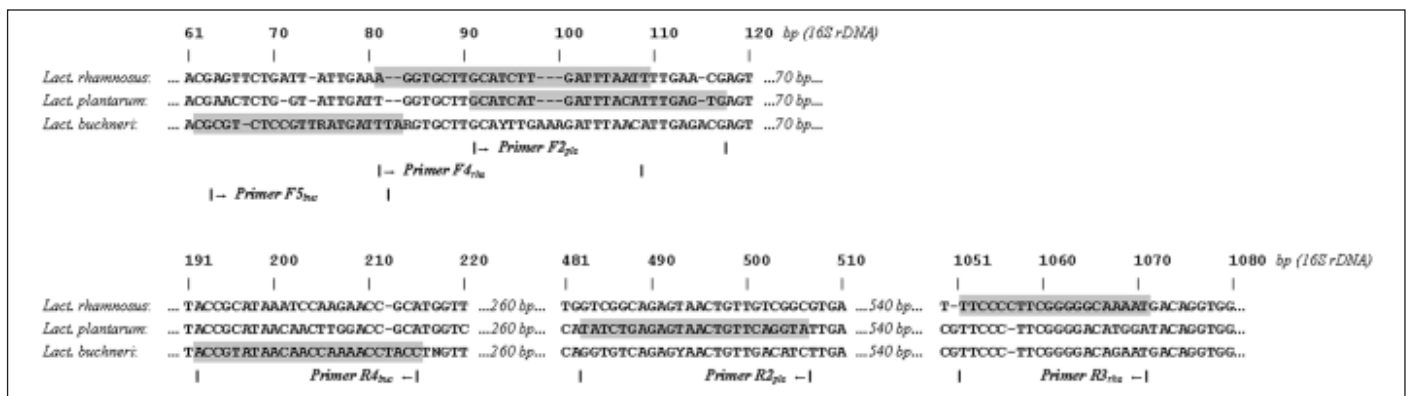 61 70 80 90 100 110 120 bp (16S rDNA)
Lact. rhamnosus: ... ACGAGTTCTGATT-ATTGAAA--GGTGCTTGCATCTT---GATTTAATTTTGAA-CGAGT ...70 bp...
Lact. plantarum: ... ACGAACTCTG-GT-ATTGATT--GGTGCTTGCATCAT---GATTTACATTTGAG-TGAGT ...70 bp...
Lact. buchneri: ... ACGCGT-CTCCGTTRATGATTTARGTGCTTGCAYTTGAAAGATTTAACATTGAGACGAGT ...70 bp...
|→ Primer F2pla |
|→ Primer F4rha |
|→ Primer F5buc |
191 200 210 220 481 490 500 510 1051 1060 1070 1080 bp (16S rDNA)
Lact. rhamnosus: ... TACCGCATAAATCCAAGAACC-GCATGGTT ...260 bp... TGGTCGGCAGAGTAACTGTTGTCGGCGTGA ...540 bp... T-TTCCCCTTCGGGGGCAAAATGACAGGTGG...
Lact. plantarum: ... TACCGCATAACAACTTGGACC-GCATGGTC ...260 bp... CATATCTGAGAGTAACTGTTCAGGTATTGA ...540 bp... CGTTCCC-TTCGGGGACATGGATACAGGTGG...
Lact. buchneri: ... TACCGTATAACAACCAAAACCTACCTNGTT ...260 bp... CAGGTGTCAGAGYAACTGTTGACATCTTGA ...540 bp... CGTTCCC-TTCGGGGACAGAATGACAGGTGG...
| Primer R4buc ←| | Primer R2pla ←| | Primer R3rha ←|